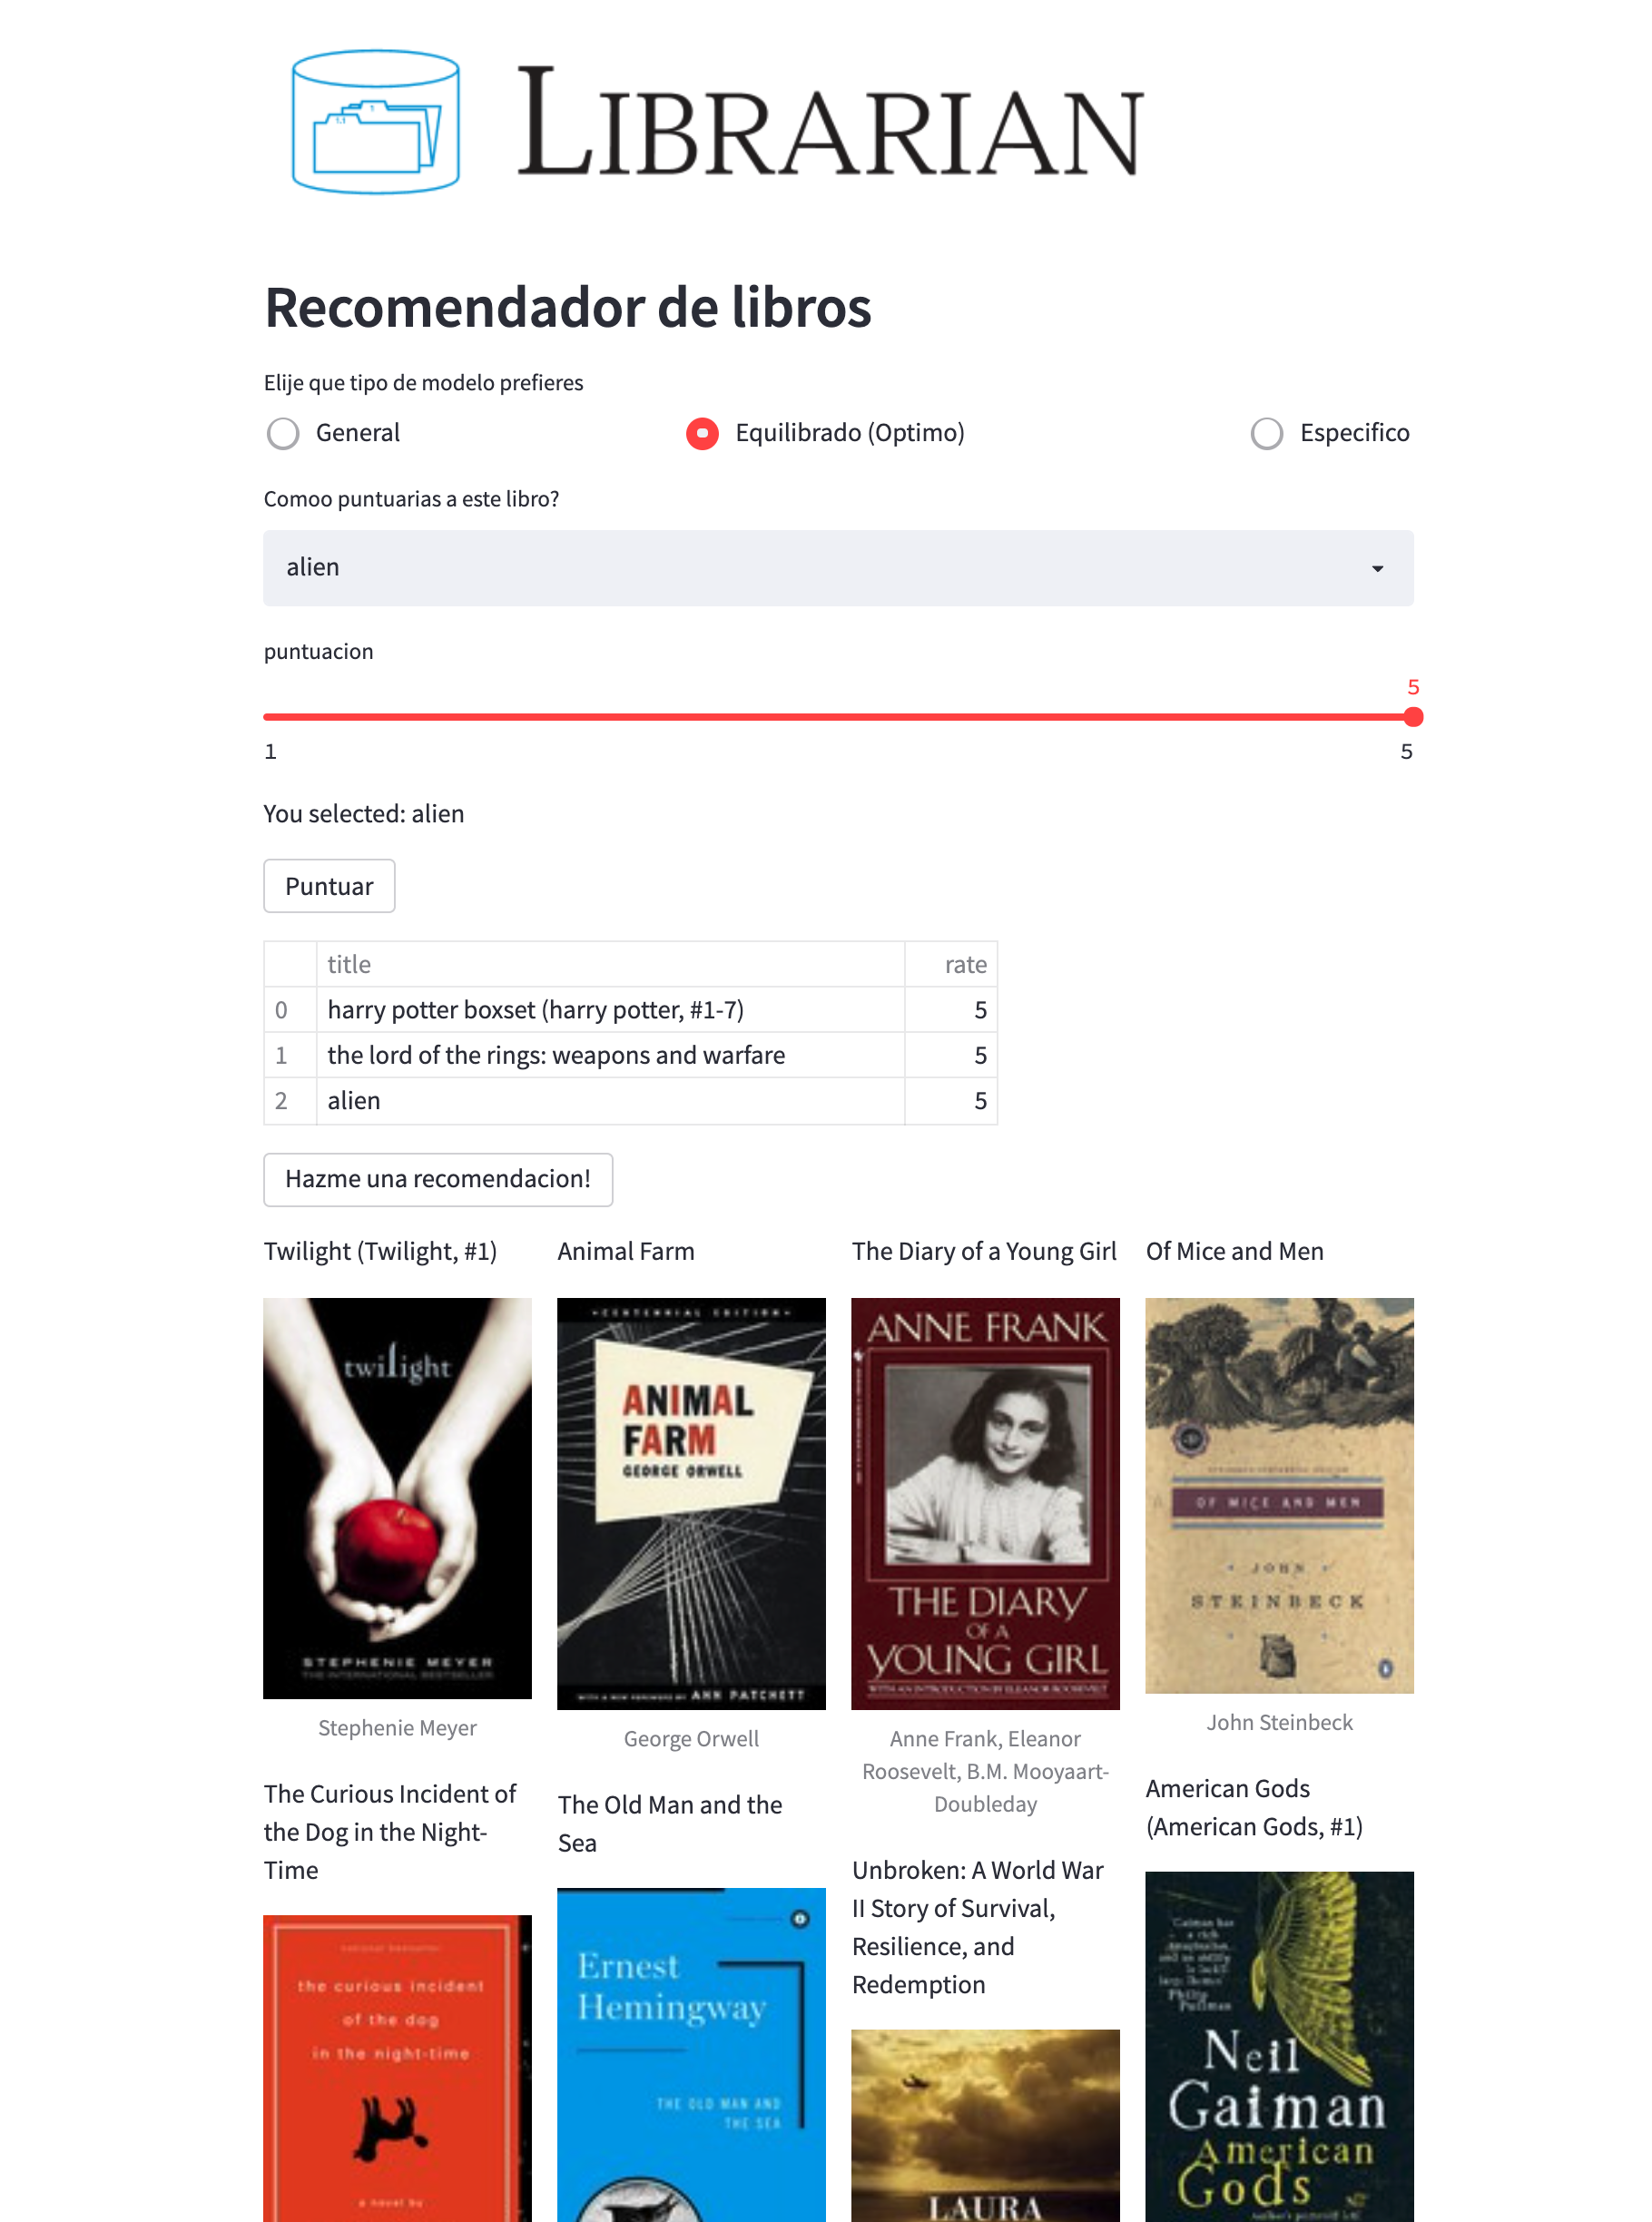 1
1.1
LIBRARIAN
Recomendador de libros
Elije que tipo de modelo prefieres
General
Equilibrado (Optimo)
Especifico
Comoo puntuarias a este libro?
alien
puntuacion
5
1
5
You selected: alien
Puntuar
title rate
0 harry potter boxset (harry potter, #1-7) 5
1 the lord of the rings: weapons and warfare 5
2 alien 5
Hazme una recomendacion!
Twilight (Twilight, #1)
twilight
STEPHENIE MEYER
THE INTERNATIONAL BESTSELLER
Stephenie Meyer
Animal Farm
•CENTENNIAL EDITION•
ANIMAL
FARM
GEORGE ORWELL
WITH A NEW FOREWORD BY ANN PATCHETT
George Orwell
The Diary of a Young Girl
ANNE FRANK
THE DIARY
OF A
YOUNG GIRL
WITH AN INTRODUCTION BY ELEANOR ROOSEVELT
Anne Frank, Eleanor
Roosevelt, B.M. Mooyaart-
Doubleday
Of Mice and Men
OF MICE AND MEN
JOHN
STEINBECK
John Steinbeck
The Curious Incident of
the Dog in the Night-
Time
the curious incident
of the dog
in the night-time
a novel by
The Old Man and the
Sea
Ernest
Hemingway
THE OLD MAN AND
THE SEA
Unbroken: A World War
II Story of Survival,
Resilience, and
Redemption
LAURA
American Gods
(American Gods, #1)
Philip
Pullman
Neil
Gaiman
American
Gods